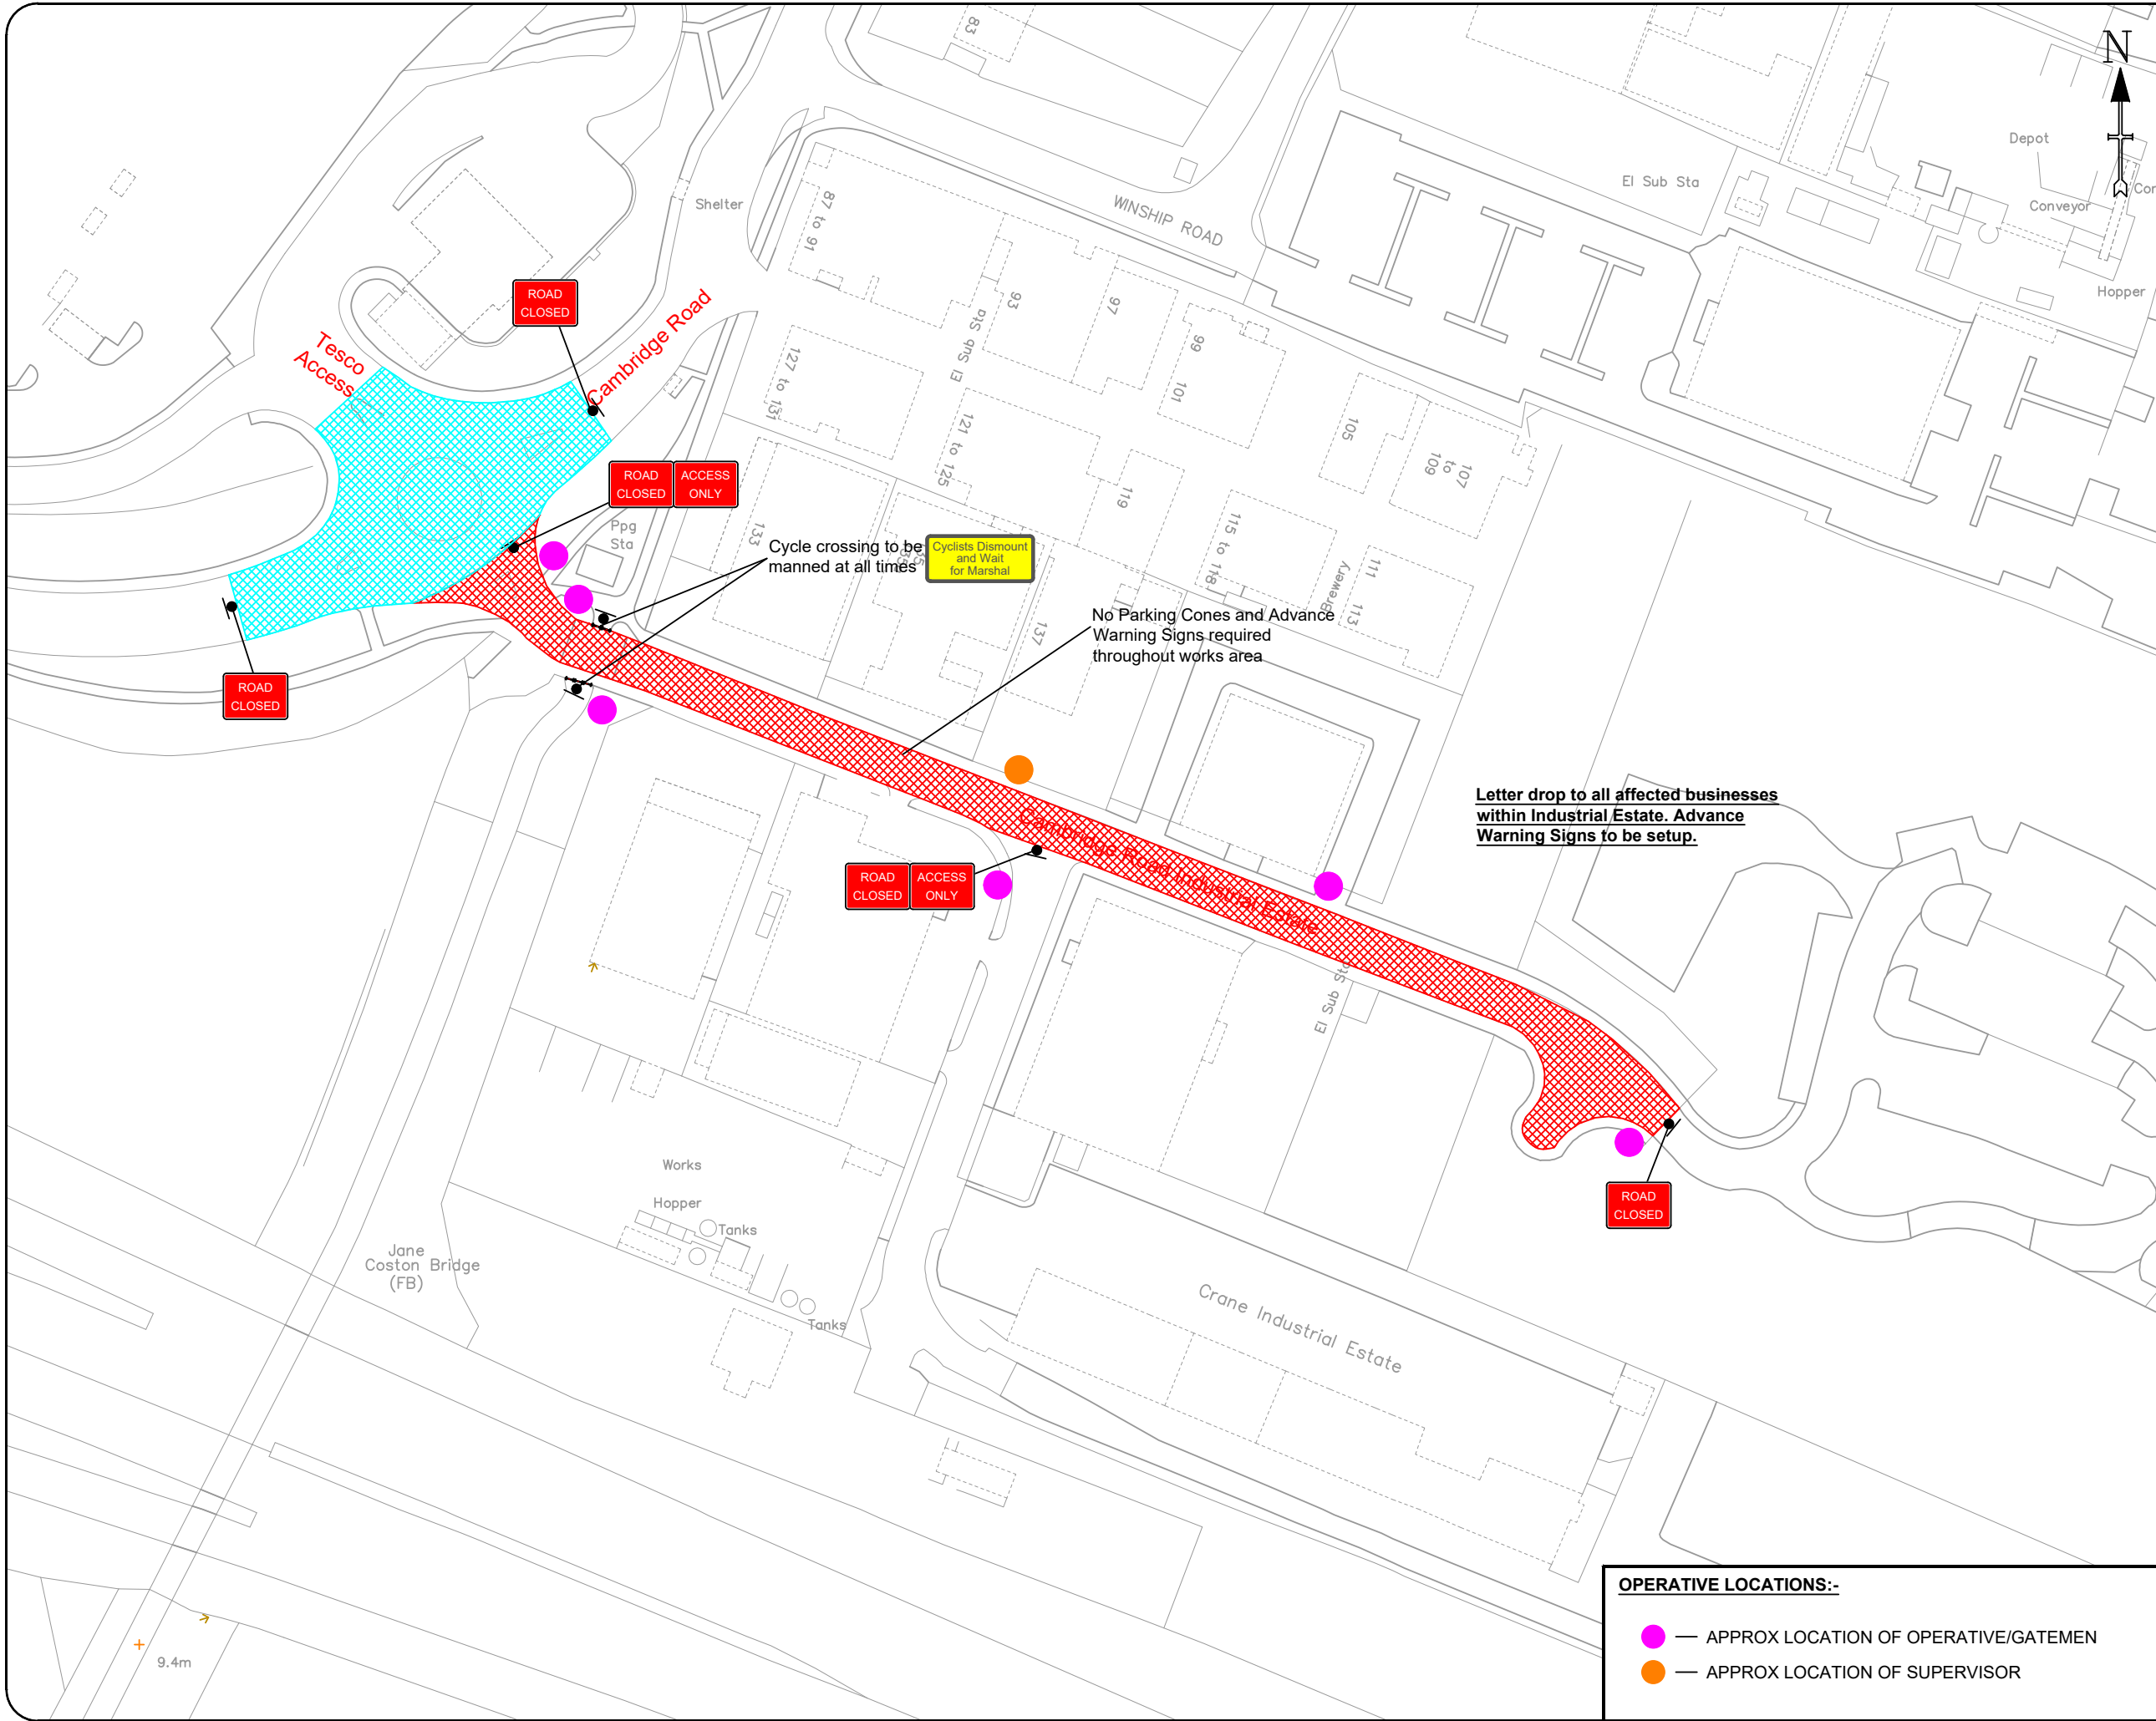 83
N
Depot
El Sub Sta
Conveyor
Hopper
Shelter
WINSHIP ROAD
87 to 91
El Sub Sta
93
97
99
101
ROAD
CLOSED
Cambridge Road
Tesco
Access
127 to 131
121 to 125
105
107
to
109
ROAD
CLOSED
ACCESS
ONLY
119
115 to 118
Ppg
Sta
133
Cycle crossing to be
manned at all times
Cyclists Dismount
and Wait
for Marshal
Brewery
111
113
137
No Parking Cones and Advance
Warning Signs required
throughout works area
ROAD
CLOSED
Letter drop to all affected businesses
within Industrial Estate. Advance
Warning Signs to be setup.
Cambridge Road Industrial Estate
ROAD
CLOSED
ACCESS
ONLY
El Sub Sta
Works
Hopper
Tanks
Tanks
Jane
Coston Bridge
(FB)
ROAD
CLOSED
Crane Industrial Estate
9.4m
OPERATIVE LOCATIONS:-
APPROX LOCATION OF OPERATIVE/GATEMEN
APPROX LOCATION OF SUPERVISOR